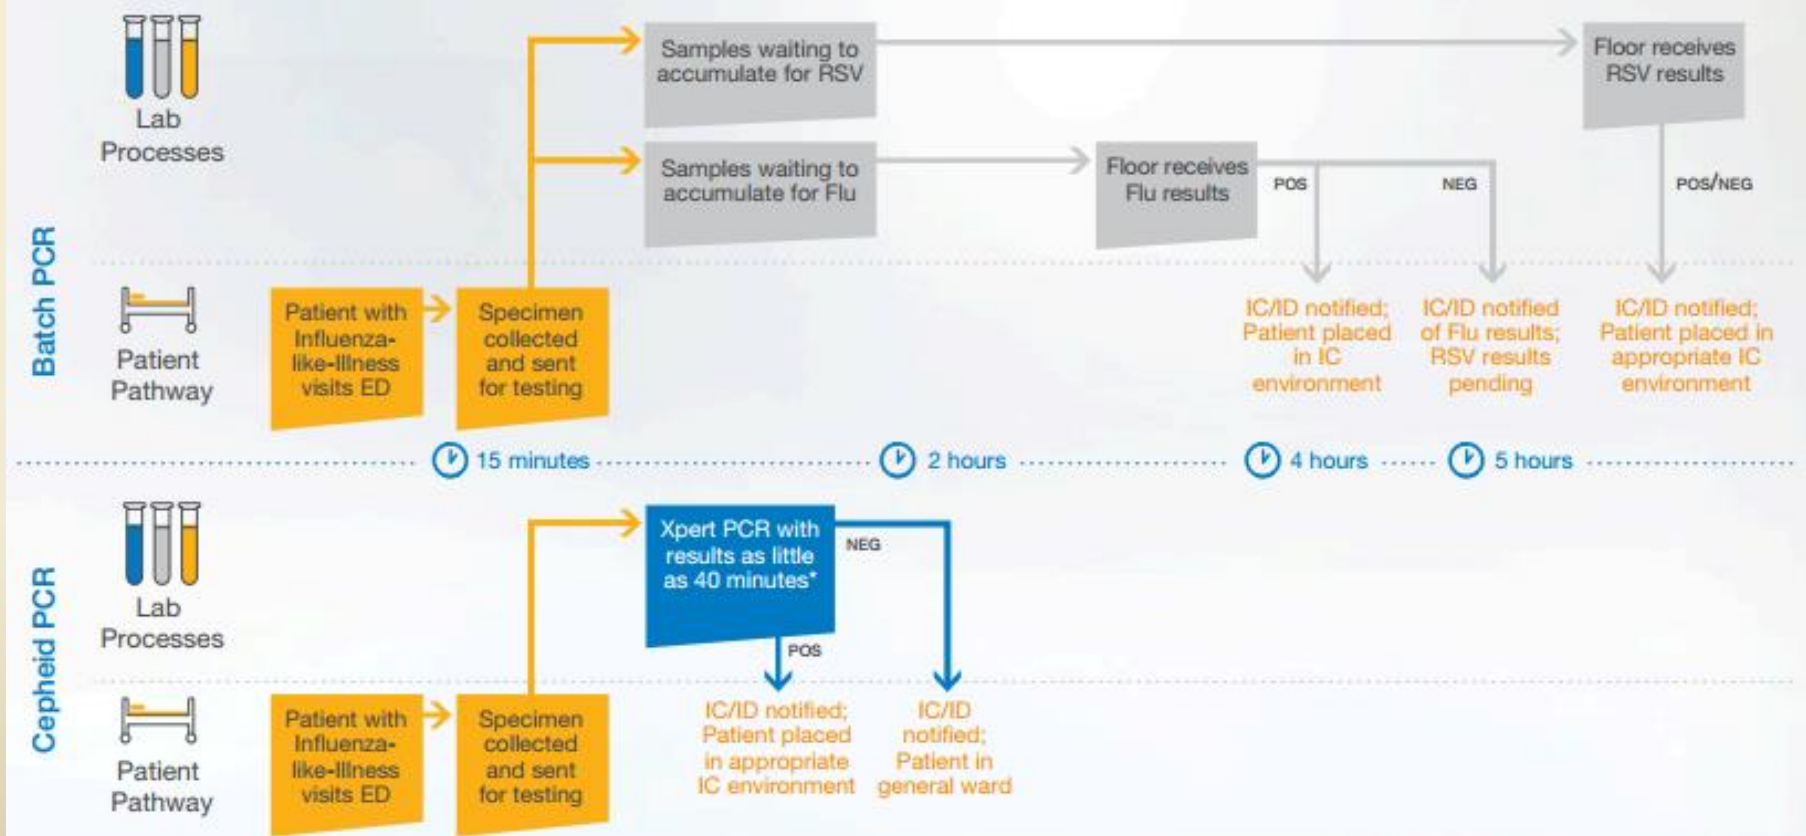 Batch PCR
Lab
Processes
Samples waiting to
accumulate for RSV
Floor receives
RSV results
Samples waiting to
accumulate for Flu
Floor receives
Flu results
POS
NEG
POS/NEG
Patient
Pathway
Patient with
Influenza-
like-Illness
visits ED
Specimen
collected
and sent
for testing
IC/ID notified;
Patient placed
in IC
environment
IC/ID notified
of Flu results;
RSV results
pending
IC/ID notified;
Patient placed in
appropriate IC
environment
15 minutes
2 hours
4 hours
5 hours
Cepheid PCR
Lab
Processes
Xpert PCR with
results as little
as 40 minutes*
NEG
POS
Patient
Pathway
Patient with
Influenza-
like-Illness
visits ED
Specimen
collected
and sent
for testing
IC/ID notified;
Patient placed
in appropriate
IC environment
IC/ID
notified;
Patient in
general ward